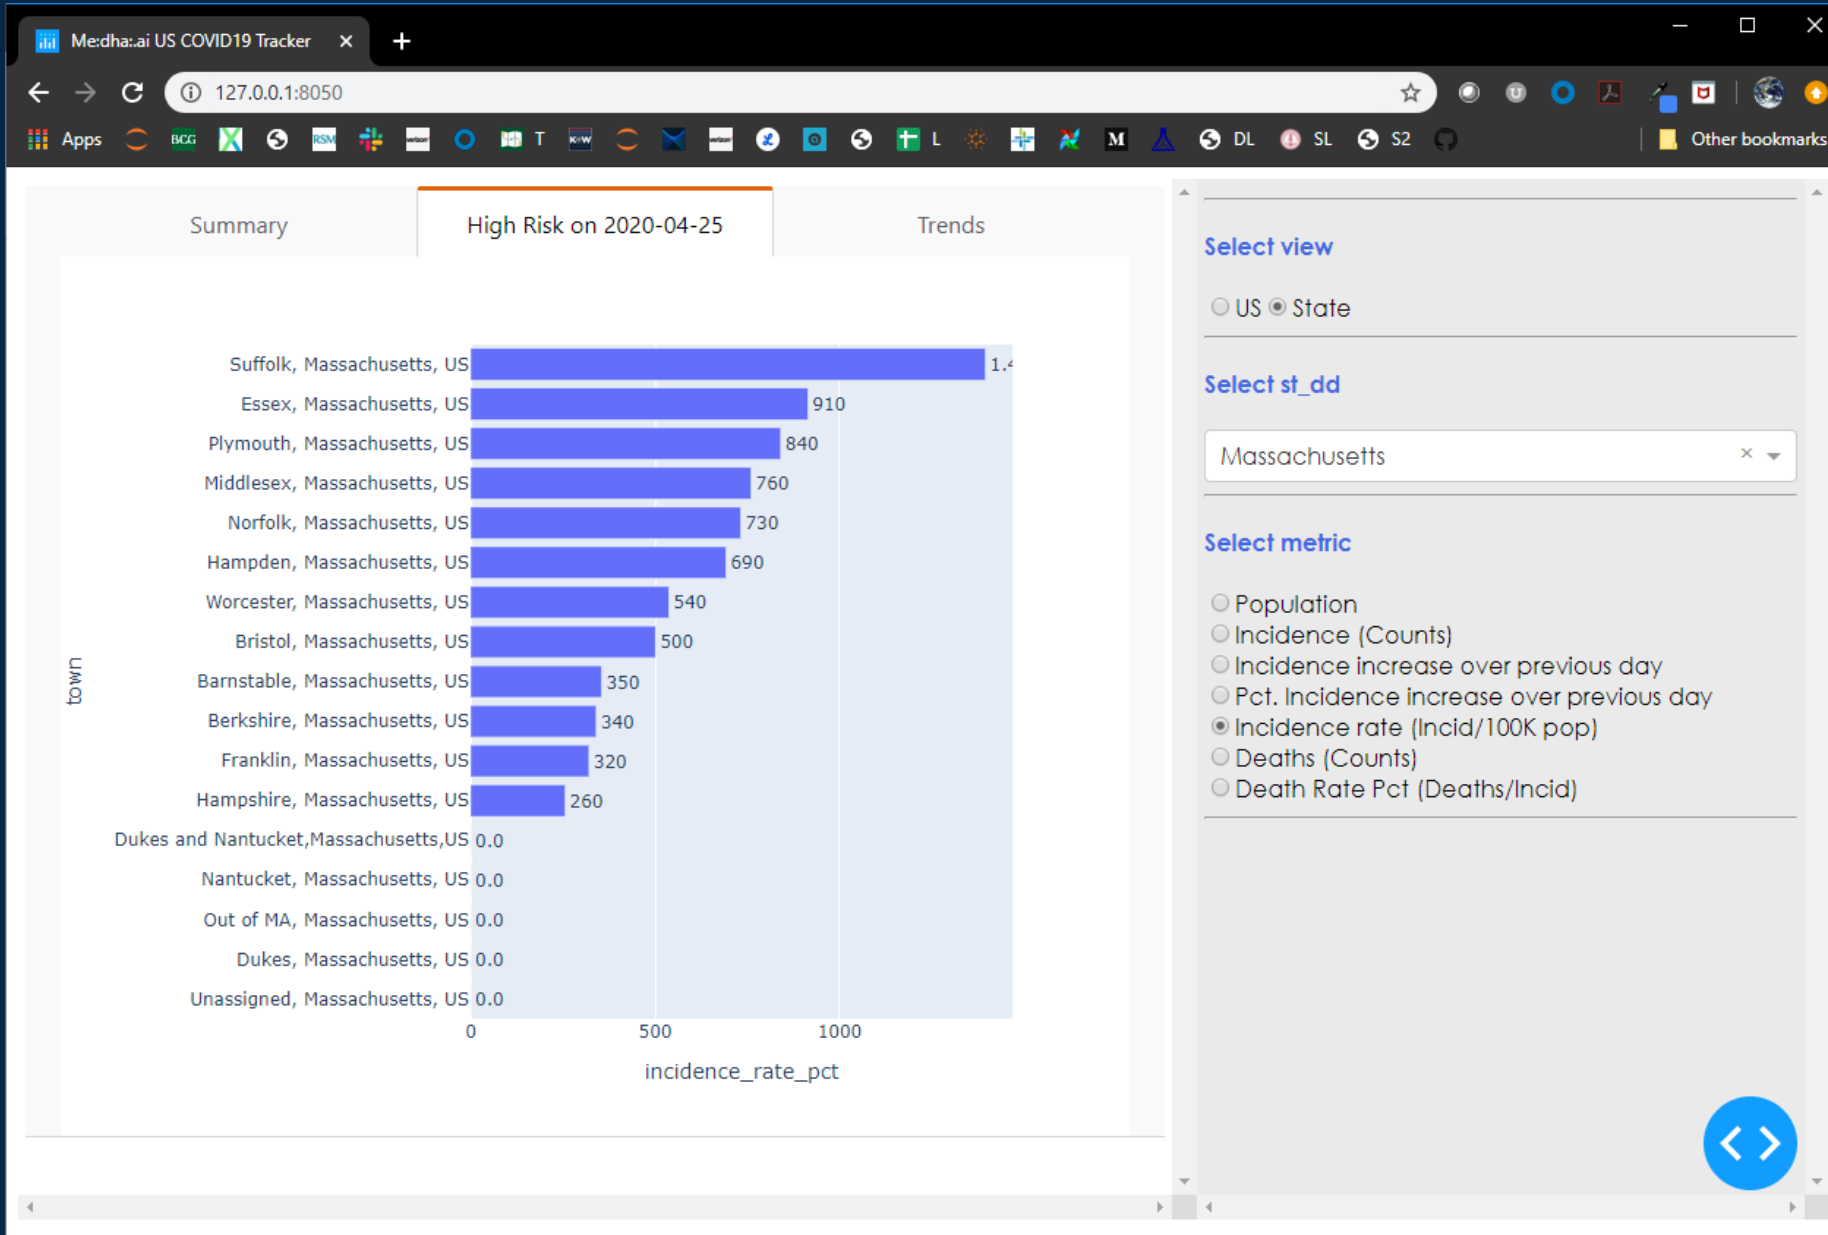 Me:dha:.ai US COVID19 Tracker
127.0.0.1:8050
Apps
BCG
RSM
T
K=W
L
M
DL
SL
S2
Other bookmarks
Summary
High Risk on 2020-04-25
Trends
town
Suffolk, Massachusetts, US
Essex, Massachusetts, US 910
Plymouth, Massachusetts, US 840
Middlesex, Massachusetts, US 760
Norfolk, Massachusetts, US 730
Hampden, Massachusetts, US 690
Worcester, Massachusetts, US 540
Bristol, Massachusetts, US 500
Barnstable, Massachusetts, US 350
Berkshire, Massachusetts, US 340
Franklin, Massachusetts, US 320
Hampshire, Massachusetts, US 260
Dukes and Nantucket,Massachusetts,US 0.0
Nantucket, Massachusetts, US 0.0
Out of MA, Massachusetts, US 0.0
Dukes, Massachusetts, US 0.0
Unassigned, Massachusetts, US 0.0
0 500 1000
incidence_rate_pct
Select view
US State
Select st_dd
Massachusetts
Select metric
Population
Incidence (Counts)
Incidence increase over previous day
Pct. Incidence increase over previous day
Incidence rate (Incid/100K pop)
Deaths (Counts)
Death Rate Pct (Deaths/Incid)